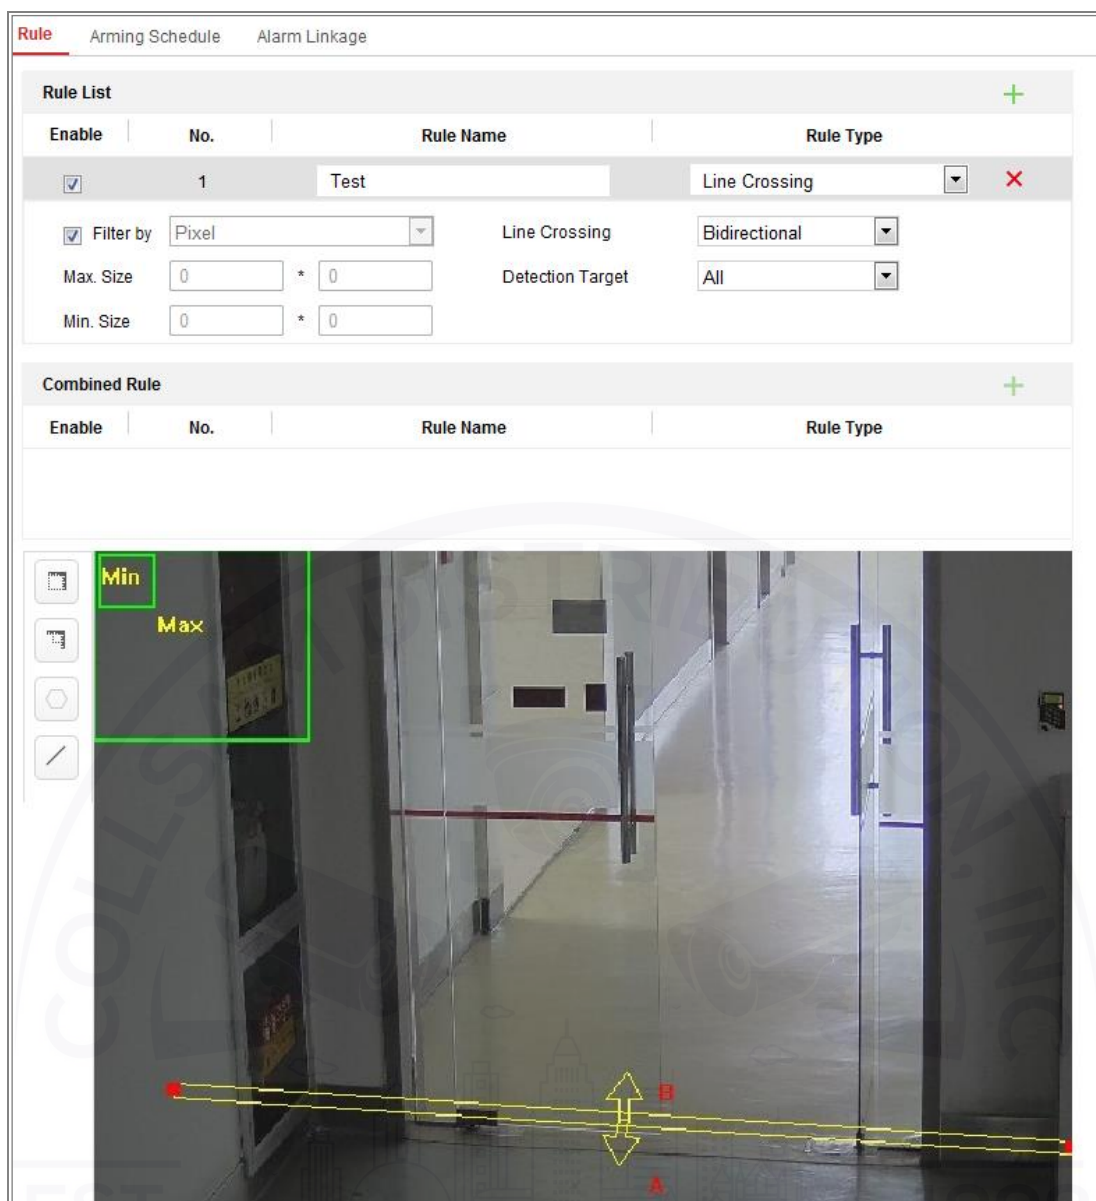 Rule Arming Schedule Alarm Linkage
Rule List
Enable No. Rule Name Rule Type
1 Test Line Crossing
Filter by Pixel Line Crossing Bidirectional
Max. Size 0 * 0 Detection Target All
Min. Size 0 * 0
Combined Rule
Enable No. Rule Name Rule Type
Min
Max
B
A